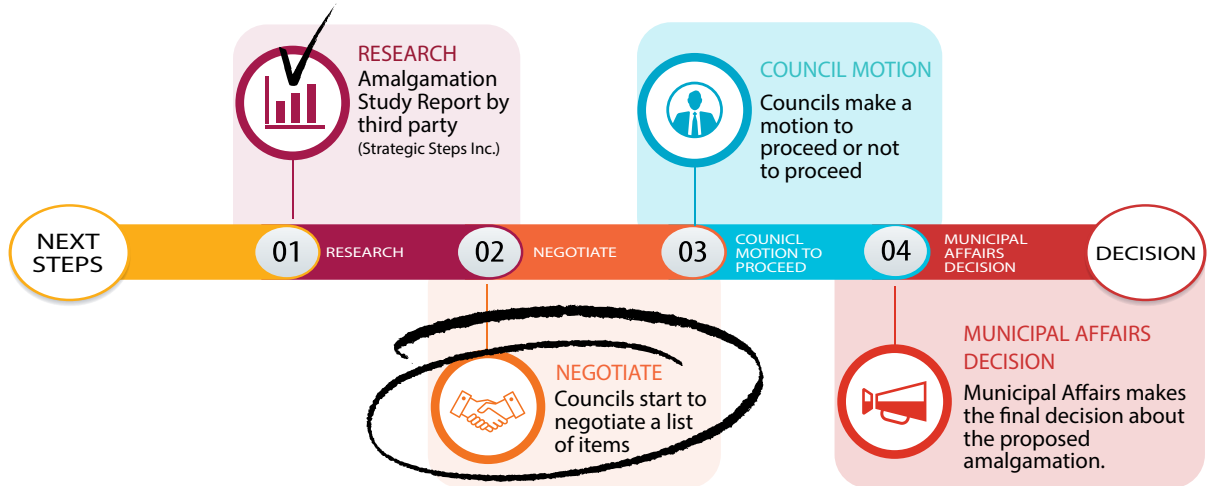 RESEARCH
Amalgamation
Study Report by
third party
(Strategic Steps Inc.)
COUNCIL MOTION
Councils make a
motion to
proceed or not
to proceed
NEXT
STEPS
01
RESEARCH
02
NEGOTIATE
03
COUNICL
MOTION TO
PROCEED
04
MUNICIPAL
AFFAIRS
DECISION
DECISION
NEGOTIATE
Councils start to
negotiate a list
of items
MUNICIPAL AFFAIRS
DECISION
Municipal Affairs makes
the final decision about
the proposed
amalgamation.